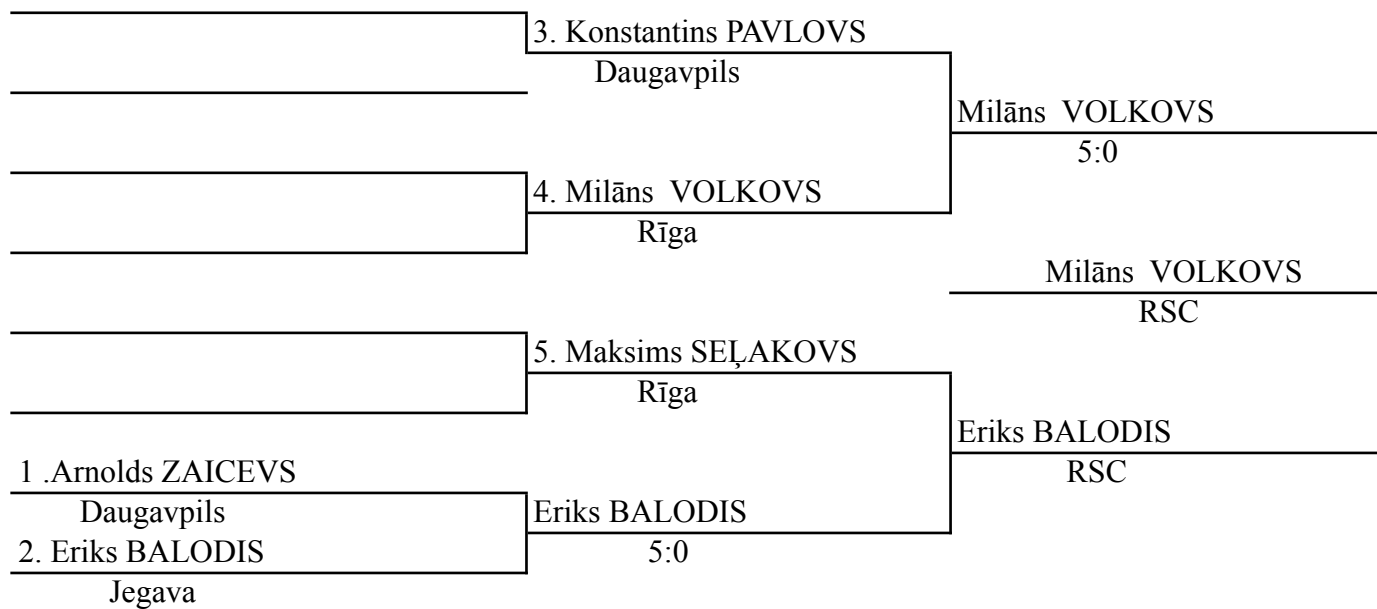 3. Konstantins PAVLOVS
Daugavpils
Milāns  VOLKOVS
5:0
4. Milāns  VOLKOVS
Rīga
Milāns  VOLKOVS
RSC
5. Maksims SEĻAKOVS
Rīga
Eriks BALODIS
RSC
1 .Arnolds ZAICEVS
Daugavpils
Eriks BALODIS
5:0
2. Eriks BALODIS
Jegava